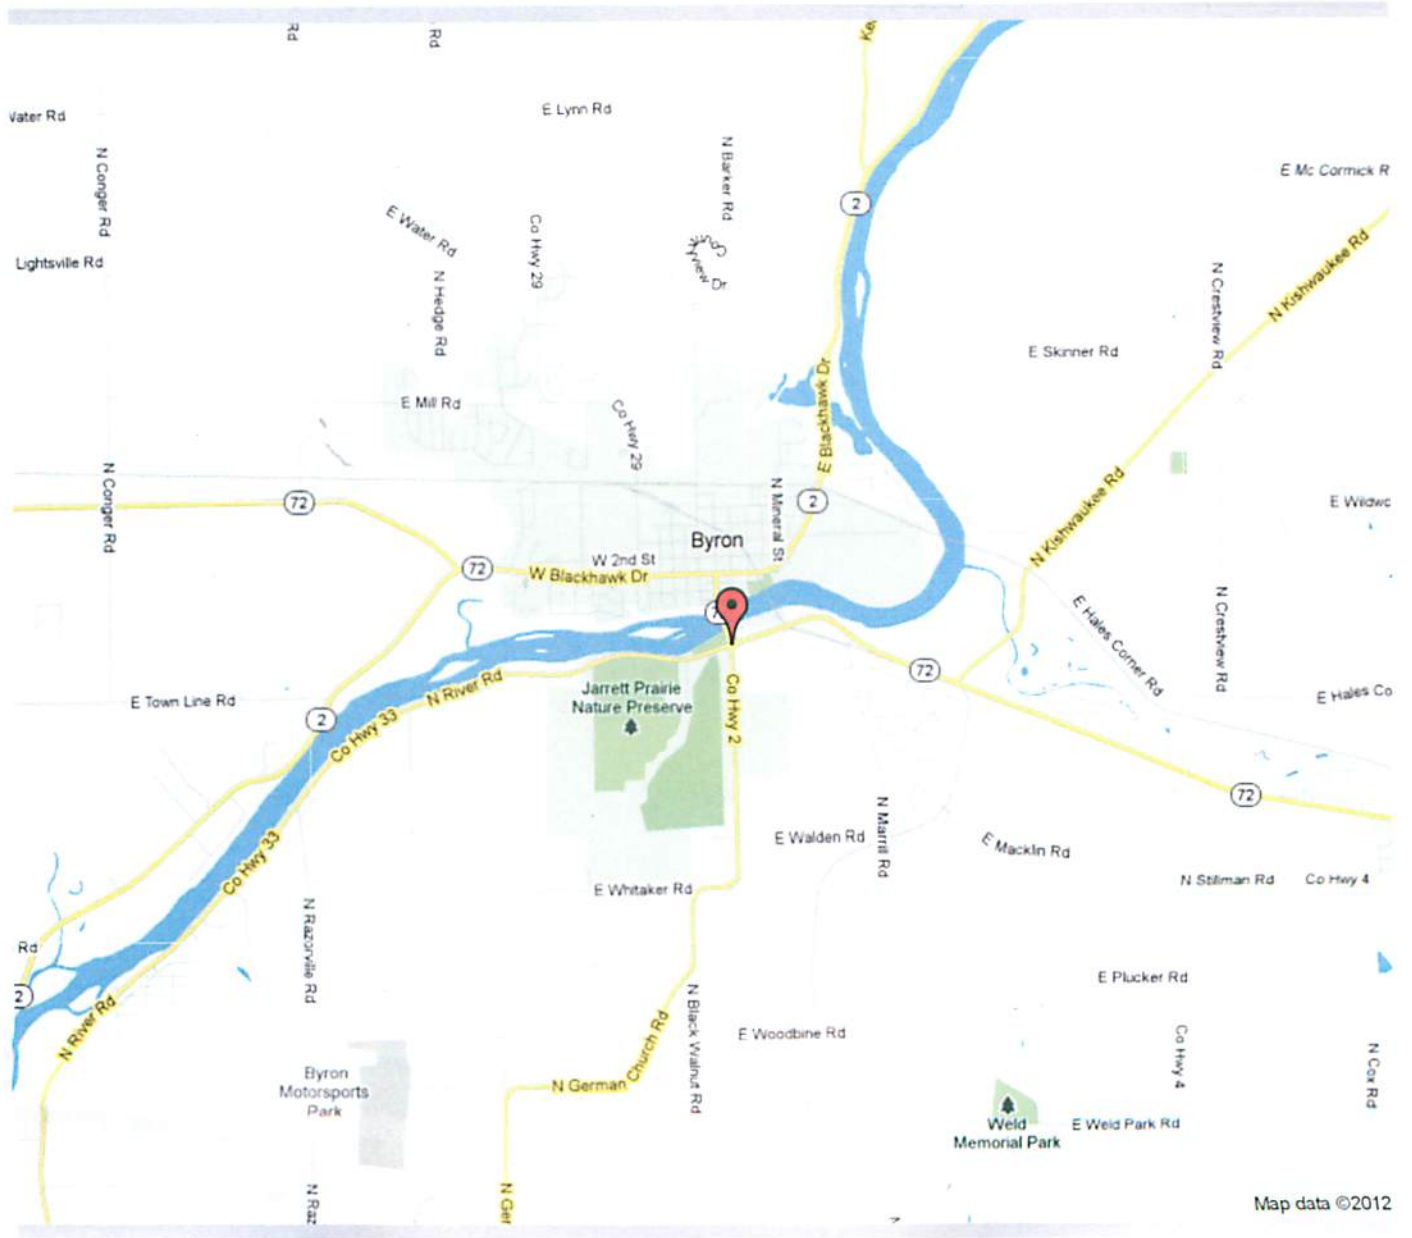 Rd
Rd
E Lynn Rd
Water Rd
N Conger Rd
N Barker Rd
E Mc Cormick R
2
E Water Rd
Co Hwy 29
Lightsville Rd
N Hedge Rd
N Kishwaukee Rd
N Crestview Rd
E Skinner Rd
E Blackhawk Dr
E Mill Rd
Co Hwy 29
N Conger Rd
72
N Mineral St
2
N Kishwaukee Rd
E Wildwo
Byron
W 2nd St
72
W Blackhawk Dr
E Hales Corner Rd
N Crestview Rd
72
E Town Line Rd
2
N River Rd
Co Hwy 33
Jarrett Prairie
Nature Preserve
Co Hwy 2
E Hales Co
72
E Walden Rd
N Marrill Rd
E Macklin Rd
Co Hwy 33
E Whitaker Rd
N Stillman Rd
Co Hwy 4
N Razorville Rd
Rd
2
N River Rd
E Plucker Rd
N Black Walnut Rd
E Woodbine Rd
Co Hwy 4
N Cox Rd
Byron
Motorsports
Park
N German Church Rd
Weld
Memorial Park
E Weld Park Rd
N Raz
N Ger
Map data ©2012